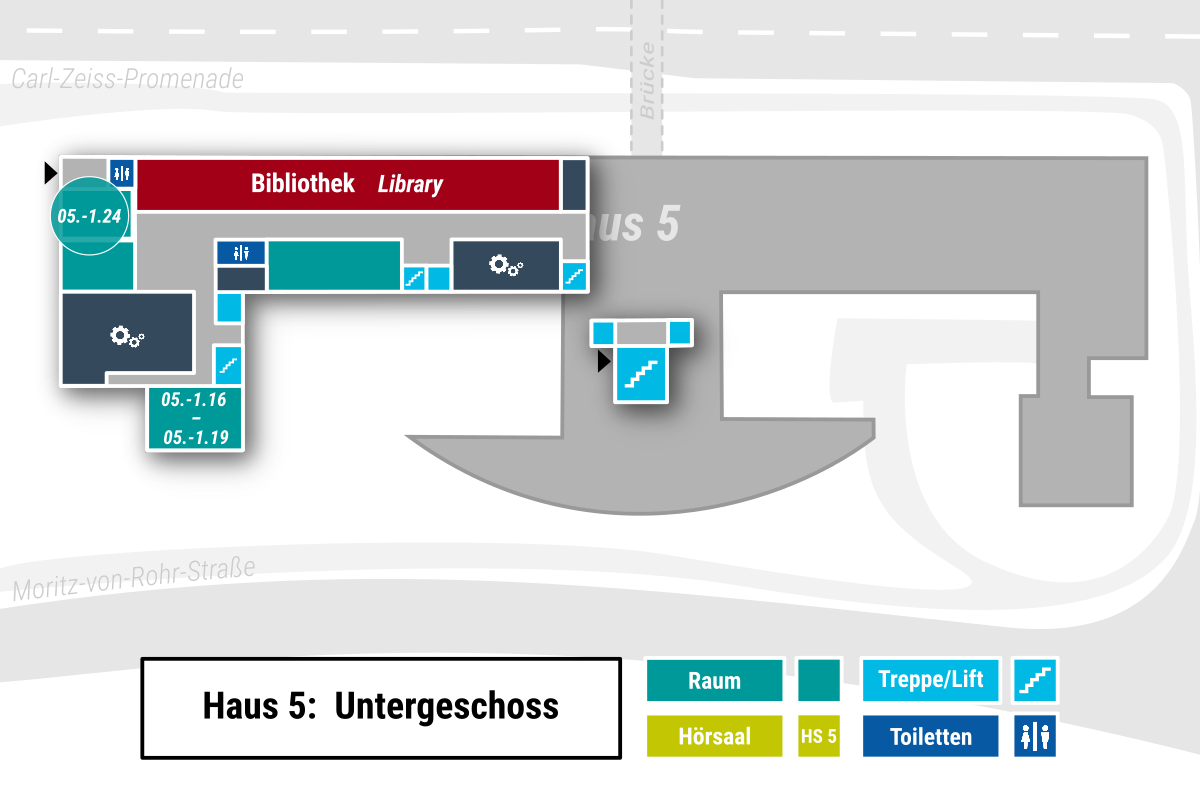 Carl-Zeiss-Promenade
Brücke
Bibliothek Library
05.-1.24
aus 5
05.-1.16
–
05.-1.19
Moritz-von-Rohr-Straße
Haus 5: Untergeschoss
Raum
Treppe/Lift
Hörsaal
HS 5
Toiletten